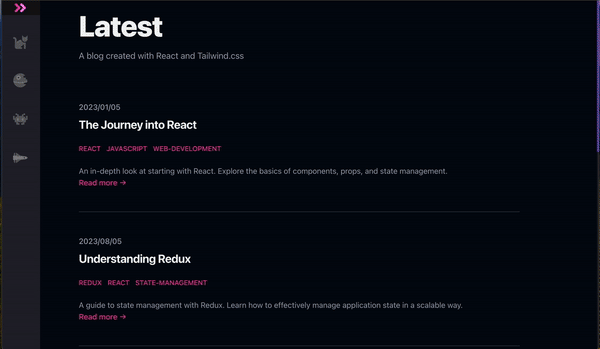 Latest
A blog created with React and Tailwind.css
2023/01/05
The Journey into React
REACT JAVASCRIPT WEB-DEVELOPMENT
An in-depth look at starting with React. Explore the basics of components, props, and state management.
Read more →
2023/08/05
Understanding Redux
REDUX REACT STATE-MANAGEMENT
A guide to state management with Redux. Learn how to effectively manage application state in a scalable way.
Read more →